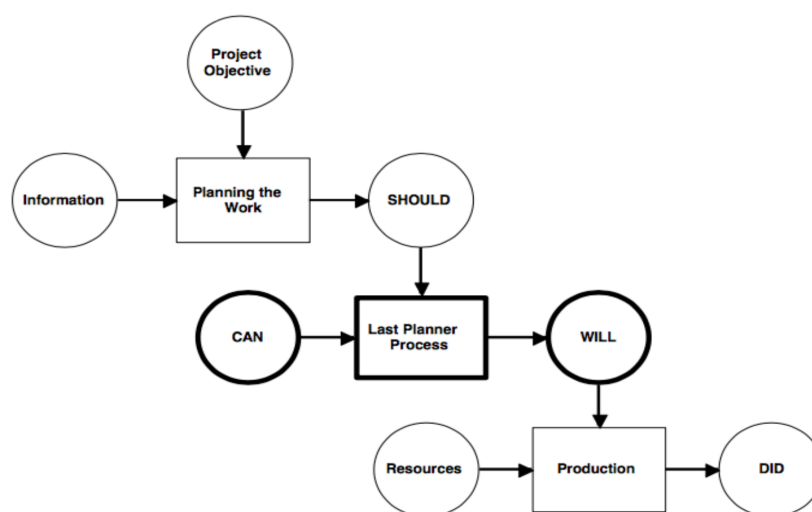 Project
Objective
Information
Planning the
Work
SHOULD
CAN
Last Planner
Process
WILL
Resources
Production
DID